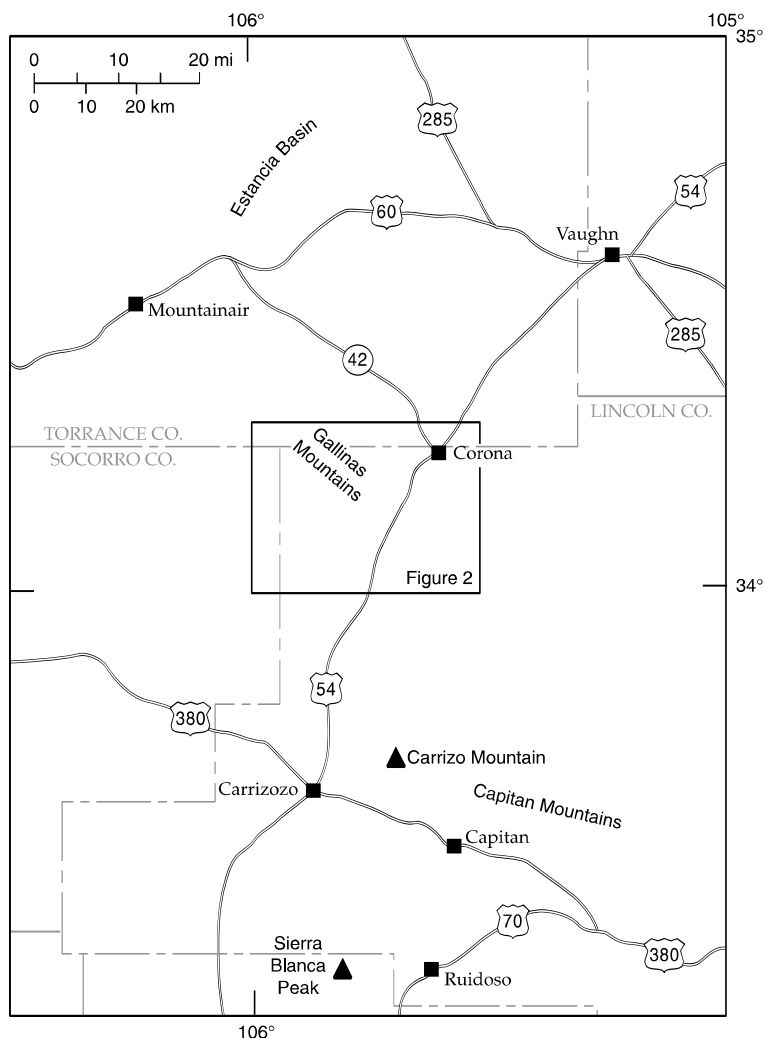 106°
105°
35°
0 10 20 mi
0 10 20 km
285
Estancia Basin
54
60
Vaughn
Mountainair
285
42
LINCOLN CO.
TORRANCE CO.
SOCORRO CO.
Gallinas
Mountains
Corona
Figure 2
34°
54
380
Carrizo Mountain
Carrizozo
Capitan Mountains
Capitan
70
Sierra
Blanca
Peak
380
Ruidoso
106°